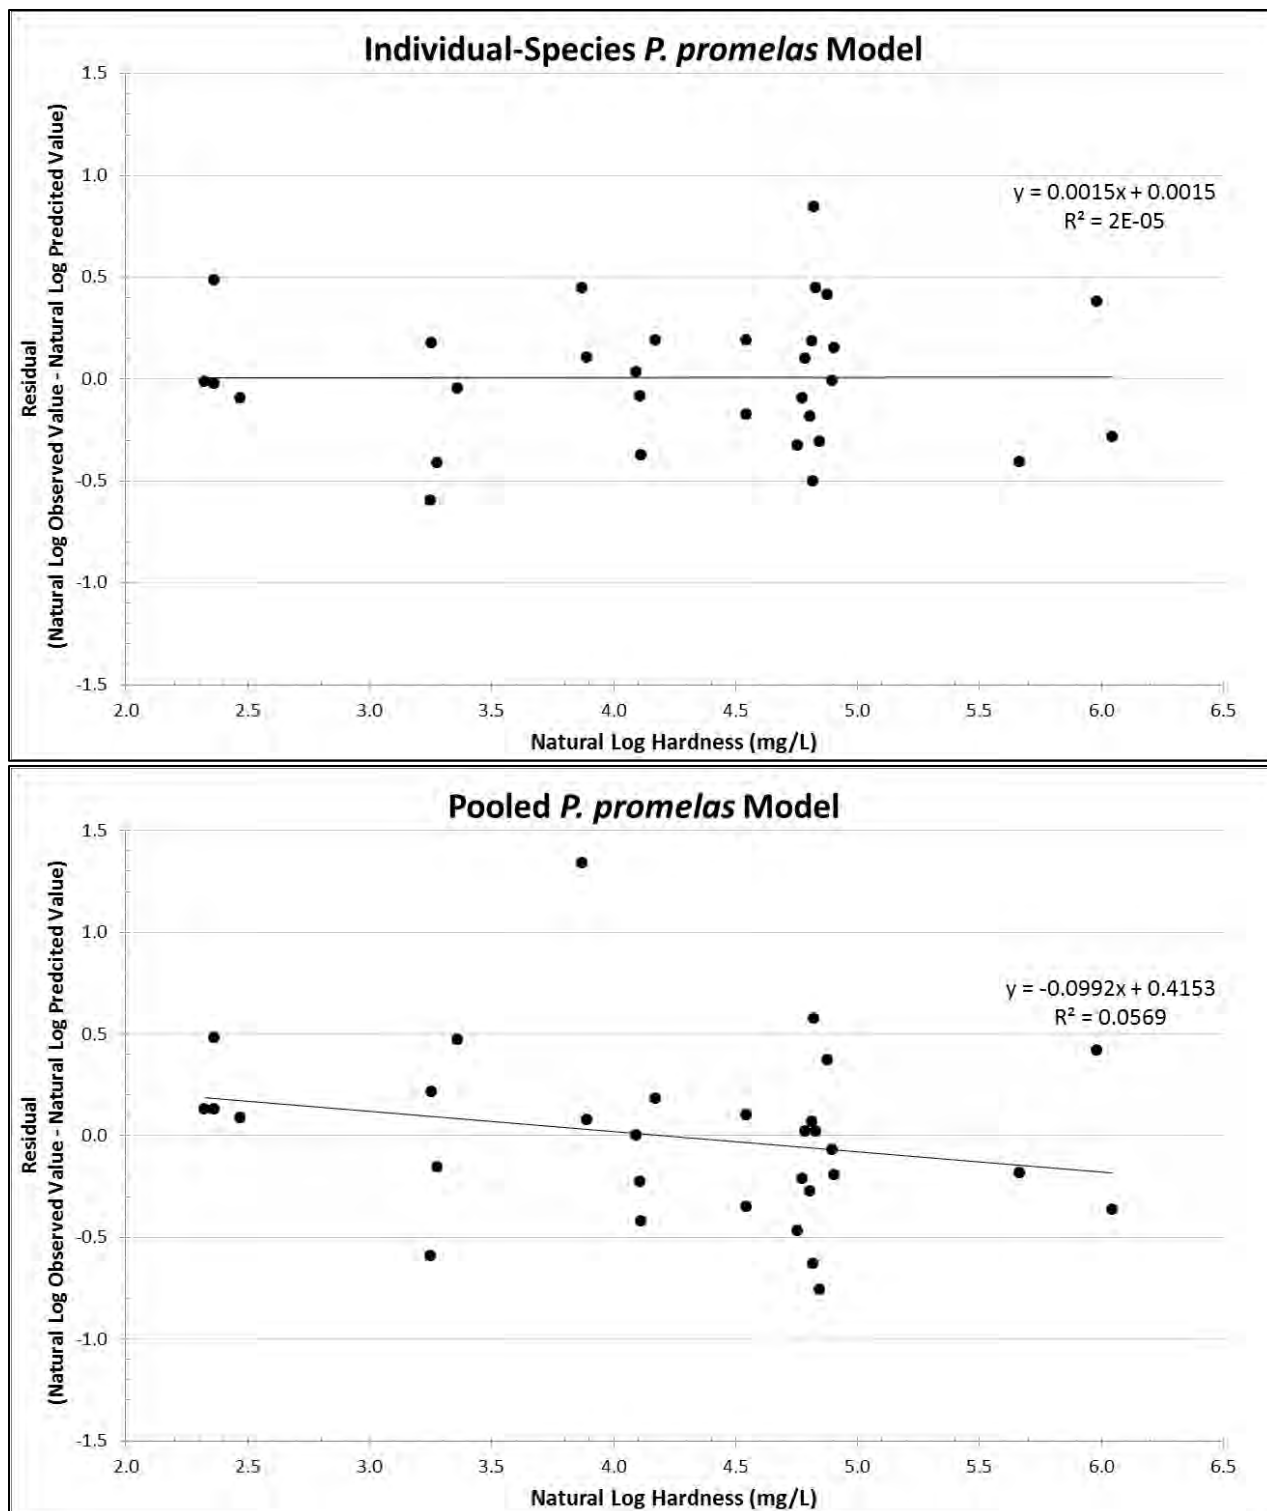 Individual-Species P. promelas Model
Residual
(Natural Log Observed Value - Natural Log Predcited Value)
1.5
1.0
0.5
0.0
-0.5
-1.0
-1.5
y = 0.0015x + 0.0015
R² = 2E-05
2.0 2.5 3.0 3.5 4.0 4.5 5.0 5.5 6.0 6.5
Natural Log Hardness (mg/L)
Pooled P. promelas Model
Residual
(Natural Log Observed Value - Natural Log Predcited Value)
1.5
1.0
0.5
0.0
-0.5
-1.0
-1.5
y = -0.0992x + 0.4153
R² = 0.0569
2.0 2.5 3.0 3.5 4.0 4.5 5.0 5.5 6.0 6.5
Natural Log Hardness (mg/L)